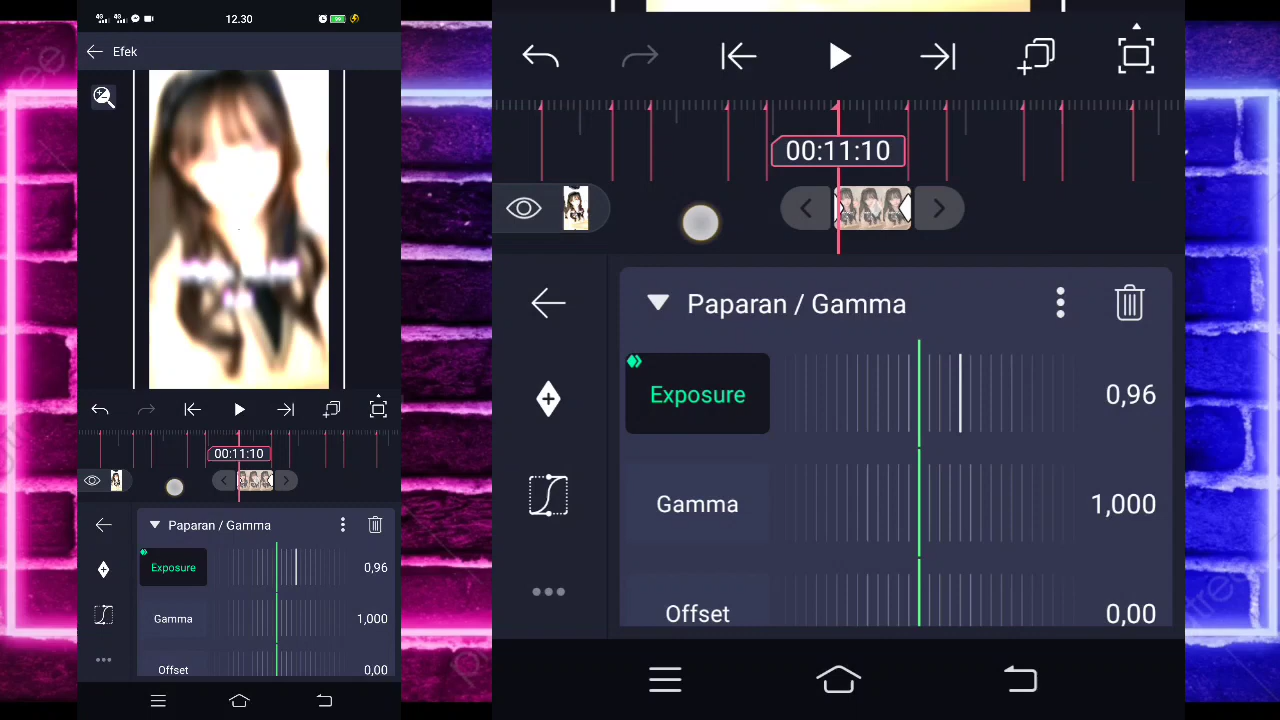 12.30
Efek
00:11:10
Paparan / Gamma
Exposure
0,96
Gamma
1,000
Offset
0,00
00:11:10
Paparan / Gamma
Exposure
0,96
Gamma
1,000
Offset
0,00